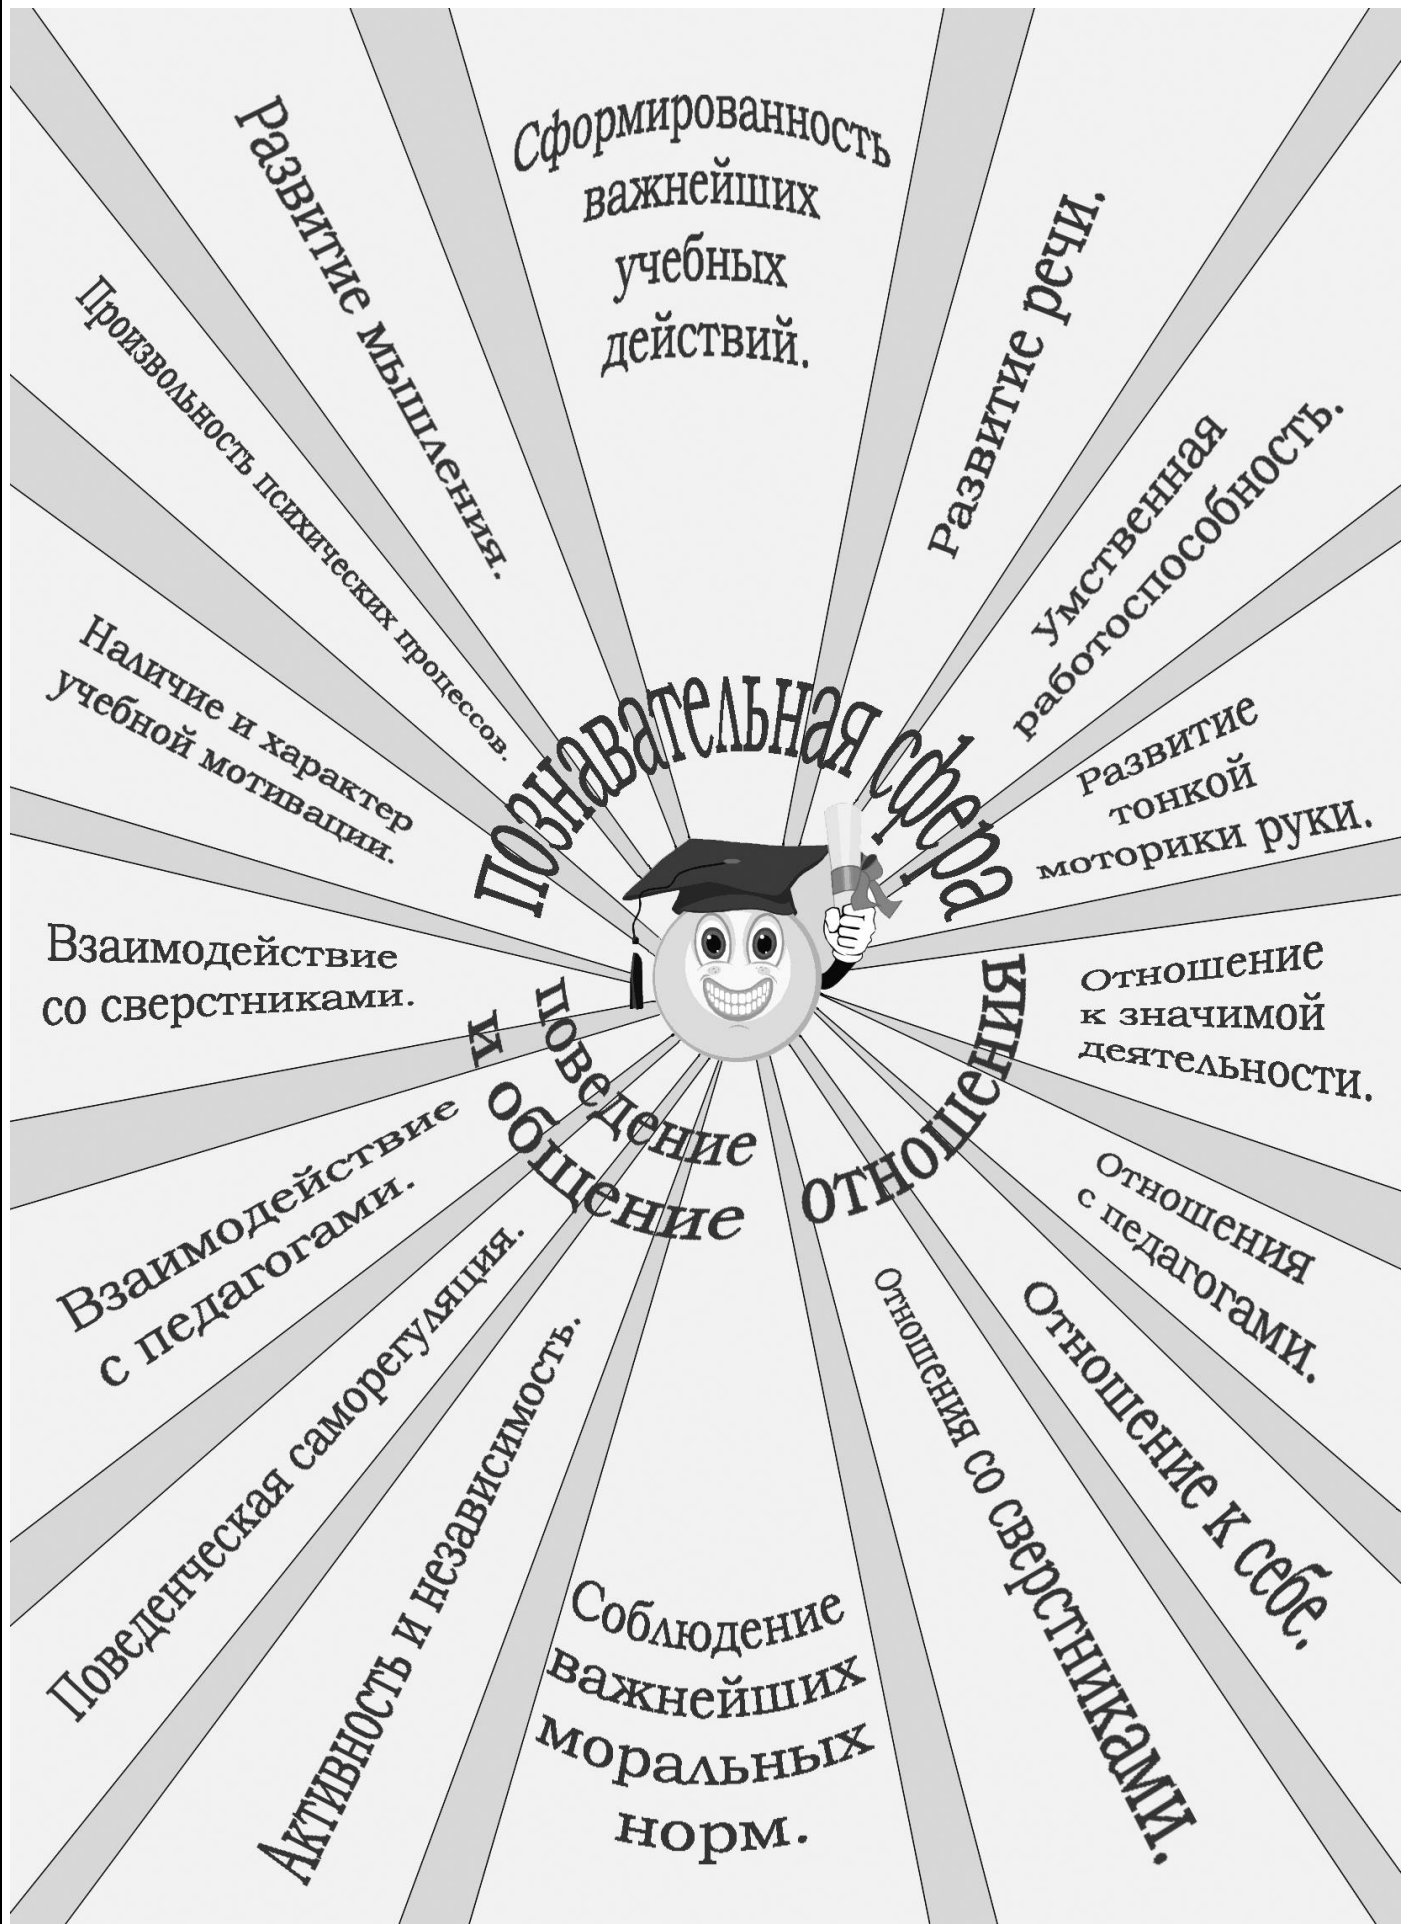 Сформированность
важнейших
учебных
действий.
Развитие речи.
Умственная
работоспособность.
Развитие
тонкой
моторики руки.
Развитие мышления.
Произвольность психических процессов.
Наличие и характер
учебной мотивации.
познавательная сфера
Взаимодействие
со сверстниками.
Взаимодействие
с педагогами.
Поведенческая саморегуляция.
Активность и независимость.
Соблюдение
важнейших
моральных
норм.
поведение
и общение
отношения
Отношение
к значимой
деятельности.
Отношения
с педагогами.
Отношение к себе.
Отношения со сверстниками.